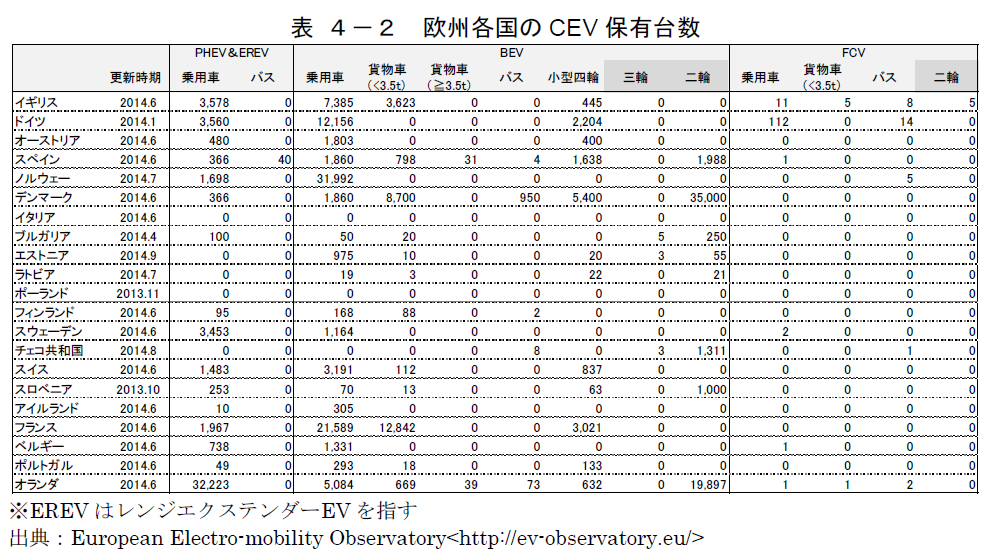 表 4－2 欧州各国の CEV 保有台数
PHEV＆EREV BEV FCV
更新時期 乗用車 バス 乗用車 貨物車(<3.5t) 貨物車(≧3.5t) バス 小型四輪 三輪 二輪 乗用車 貨物車(<3.5t) バス 二輪
イギリス 2014.6 3,578 0 7,385 3,623 0 0 445 0 0 11 5 8 5
ドイツ 2014.1 3,560 0 12,156 0 0 0 2,204 0 0 112 0 14 0
オーストリア 2014.6 480 0 1,803 0 0 0 400 0 0 0 0 0 0
スペイン 2014.6 366 40 1,860 798 31 4 1,638 0 1,988 1 0 0 0
ノルウェー 2014.7 1,698 0 31,992 0 0 0 0 0 0 0 0 5 0
デンマーク 2014.6 366 0 1,860 8,700 0 950 5,400 0 35,000 0 0 0 0
イタリア 2014.6 0 0 0 0 0 0 0 0 0 0 0 0 0
ブルガリア 2014.4 100 0 50 20 0 0 0 5 250 0 0 0 0
エストニア 2014.9 0 0 975 10 0 0 20 3 55 0 0 0 0
ラトビア 2014.7 0 0 19 3 0 0 22 0 21 0 0 0 0
ポーランド 2013.11 0 0 0 0 0 0 0 0 0 0 0 0 0
フィンランド 2014.6 95 0 168 88 0 2 0 0 0 0 0 0 0
スウェーデン 2014.6 3,453 0 1,164 0 0 0 0 0 0 2 0 0 0
チェコ共和国 2014.8 0 0 0 0 0 8 0 3 1,311 0 0 1 0
スイス 2014.6 1,483 0 3,191 112 0 0 837 0 0 0 0 0 0
スロベニア 2013.10 253 0 70 13 0 0 63 0 1,000 0 0 0 0
アイルランド 2014.6 10 0 305 0 0 0 0 0 0 0 0 0 0
フランス 2014.6 1,967 0 21,589 12,842 0 0 3,021 0 0 0 0 0 0
ベルギー 2014.6 738 0 1,331 0 0 0 0 0 0 1 0 0 0
ポルトガル 2014.6 49 0 293 18 0 0 133 0 0 0 0 0 0
オランダ 2014.6 32,223 0 5,084 669 39 73 632 0 19,897 1 1 2 0
※EREV はレンジエクステンダーEV を指す
出典：European Electro-mobility Observatory<http://ev-observatory.eu/>